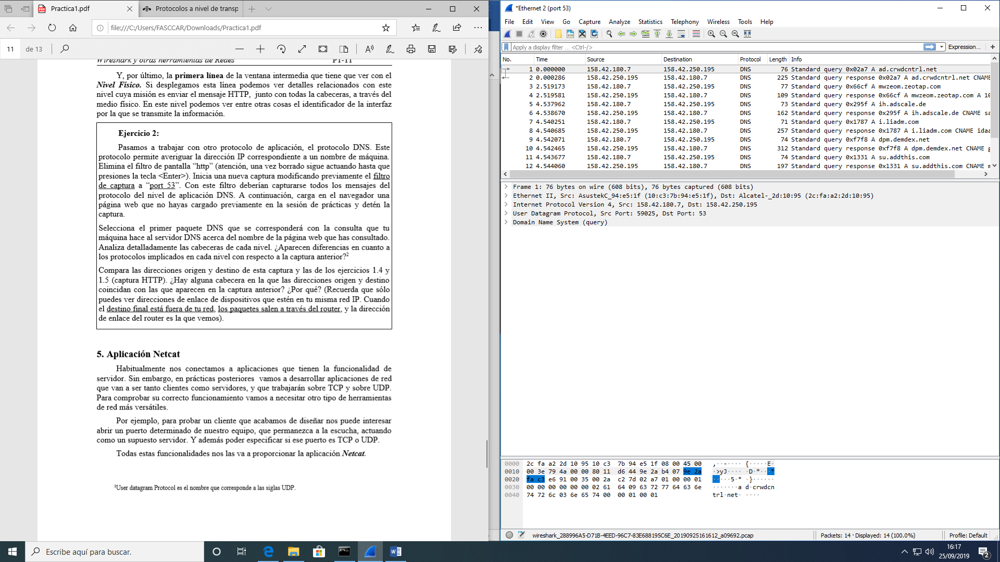 Practica1.pdf
Protocolos a nivel de transp
file:///C:/Users/FASCCAR/Downloads/Practica1.pdf
11 de 13
Wireshark y otras herramientas de Redes P1-11
Y, por último, la primera línea de la ventana intermedia que tiene que ver con el
Nivel Físico. Si desplegamos esta línea podemos ver detalles relacionados con este
nivel cuya misión es enviar el mensaje HTTP, junto con todas la cabeceras, a través del
medio físico. En este nivel podemos ver entre otras cosas el identificador de la interfaz
por la que se transmite la información.
Ejercicio 2:
Pasamos a trabajar con otro protocolo de aplicación, el protocolo DNS. Este
protocolo permite averiguar la dirección IP correspondiente a un nombre de máquina.
Elimina el filtro de pantalla “http” (atención, una vez borrado sigue actuando hasta que
presiones la tecla <Enter>). Inicia una nueva captura modificando previamente el filtro
de captura a “port 53”. Con este filtro deberían capturarse todos los mensajes del
protocolo del nivel de aplicación DNS. A continuación, carga en el navegador una
página web que no hayas cargado previamente en la sesión de prácticas y detén la
captura.
Selecciona el primer paquete DNS que se corresponderá con la consulta que tu
máquina hace al servidor DNS acerca del nombre de la página web que has consultado.
Analiza detalladamente las cabeceras de cada nivel. ¿Aparecen diferencias en cuanto a
los protocolos implicados en cada nivel con respecto a la captura anterior?2
Compara las direcciones origen y destino de esta captura y las de los ejercicios 1.4 y
1.5 (captura HTTP). ¿Hay alguna cabecera en la que las direcciones origen y destino
coincidan con las que aparecen en la captura anterior? ¿Por qué? (Recuerda que sólo
puedes ver direcciones de enlace de dispositivos que estén en tu misma red IP. Cuando
el destino final está fuera de tu red, los paquetes salen a través del router, y la dirección
de enlace del router es la que vemos).
5. Aplicación Netcat
Habitualmente nos conectamos a aplicaciones que tienen la funcionalidad de
servidor. Sin embargo, en prácticas posteriores vamos a desarrollar aplicaciones de red
que van a ser tanto clientes como servidores, y que trabajarán sobre TCP y sobre UDP.
Para comprobar su correcto funcionamiento vamos a necesitar otro tipo de herramientas
de red más versátiles.
Por ejemplo, para probar un cliente que acabamos de diseñar nos puede interesar
abrir un puerto determinado de nuestro equipo, que permanezca a la escucha, actuando
como un supuesto servidor. Y además poder especificar si ese puerto es TCP o UDP.
Todas estas funcionalidades nos las va a proporcionar la aplicación Netcat.
2User datagram Protocol es el nombre que corresponde a las siglas UDP.
*Ethernet 2 (port 53)
File Edit View Go Capture Analyze Statistics Telephony Wireless Tools Help
Apply a display filter ... <Ctrl-/> Expression... +
No. Time Source Destination Protocol Length Info
1 0.000000 158.42.180.7 158.42.250.195 DNS 76 Standard query 0x02a7 A ad.crwdcntrl.net
2 0.000286 158.42.250.195 158.42.180.7 DNS 225 Standard query response 0x02a7 A ad.crwdcntrl.net CNAME
3 2.519173 158.42.180.7 158.42.250.195 DNS 77 Standard query 0x66cf A mwzeom.zeotap.com
4 2.519581 158.42.250.195 158.42.180.7 DNS 109 Standard query response 0x66cf A mwzeom.zeotap.com A 10
5 4.537962 158.42.180.7 158.42.250.195 DNS 73 Standard query 0x295f A ih.adscale.de
6 4.538670 158.42.250.195 158.42.180.7 DNS 162 Standard query response 0x295f A ih.adscale.de CNAME sa
7 4.540251 158.42.180.7 158.42.250.195 DNS 71 Standard query 0x1787 A i.liadm.com
8 4.540685 158.42.250.195 158.42.180.7 DNS 257 Standard query response 0x1787 A i.liadm.com CNAME idaa
9 4.542071 158.42.180.7 158.42.250.195 DNS 74 Standard query 0xf7f8 A dpm.demdex.net
10 4.542465 158.42.250.195 158.42.180.7 DNS 312 Standard query response 0xf7f8 A dpm.demdex.net CNAME g
11 4.543677 158.42.180.7 158.42.250.195 DNS 74 Standard query 0x1331 A su.addthis.com
12 4.544060 158.42.250.195 158.42.180.7 DNS 197 Standard query response 0x1331 A su.addthis.com CNAME
Frame 1: 76 bytes on wire (608 bits), 76 bytes captured (608 bits)
Ethernet II, Src: AsustekC_94:e5:1f (10:c3:7b:94:e5:1f), Dst: Alcatel-_2d:10:95 (2c:fa:a2:2d:10:95)
Internet Protocol Version 4, Src: 158.42.180.7, Dst: 158.42.250.195
User Datagram Protocol, Src Port: 59025, Dst Port: 53
Domain Name System (query)
0000 2c fa a2 2d 10 95 10 c3 7b 94 e5 1f 08 00 45 00 ,··-···· {·····E·
0010 00 3e 79 4a 00 00 80 11 d6 44 9e 2a b4 07 9e 2a ·>yJ···· ·D·*···*
0020 fa c3 e6 91 00 35 00 2a c2 7d 02 a7 01 00 00 01 ·····5·* ·}······
0030 00 00 00 00 00 00 02 61 64 09 63 72 77 64 63 6e ·······a d·crwdcn
0040 74 72 6c 03 6e 65 74 00 00 01 00 01 trl·net· ····
wireshark_288996A5-D71B-4EED-96C7-83E688195C6E_20190925161612_a09692.pcap Packets: 14 · Displayed: 14 (100.0%) Profile: Default
Escribe aquí para buscar.
16:17
25/09/2019
2